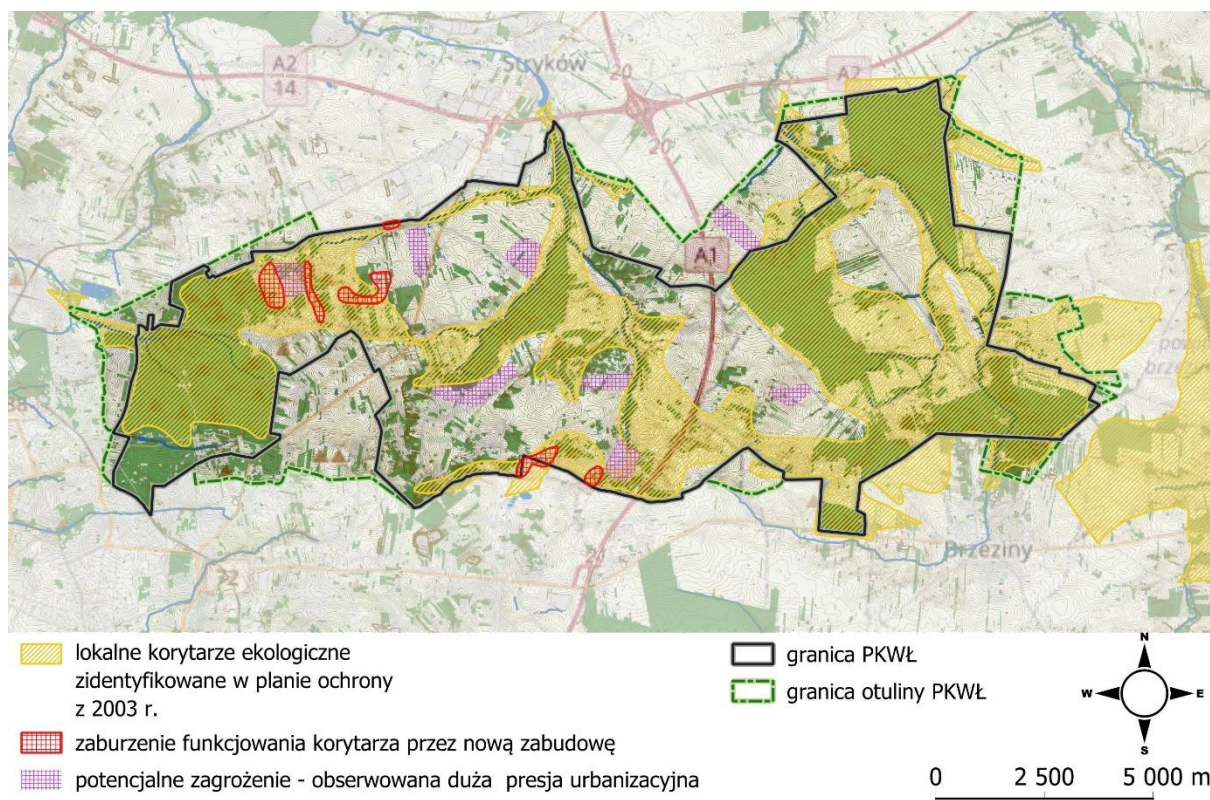 A2
14
Stryków
20
A2
20
A1
Brzeziny
72
lokalne korytarze ekologiczne
zidentyfikowane w planie ochrony
z 2003 r.
zaburzenie funkcjowania korytarza przez nową zabudowę
potencjalne zagrożenie - obserwowana duża presja urbanizacyjna
granica PKWŁ
granica otuliny PKWŁ
N
W E
S
0 2 500 5 000 m